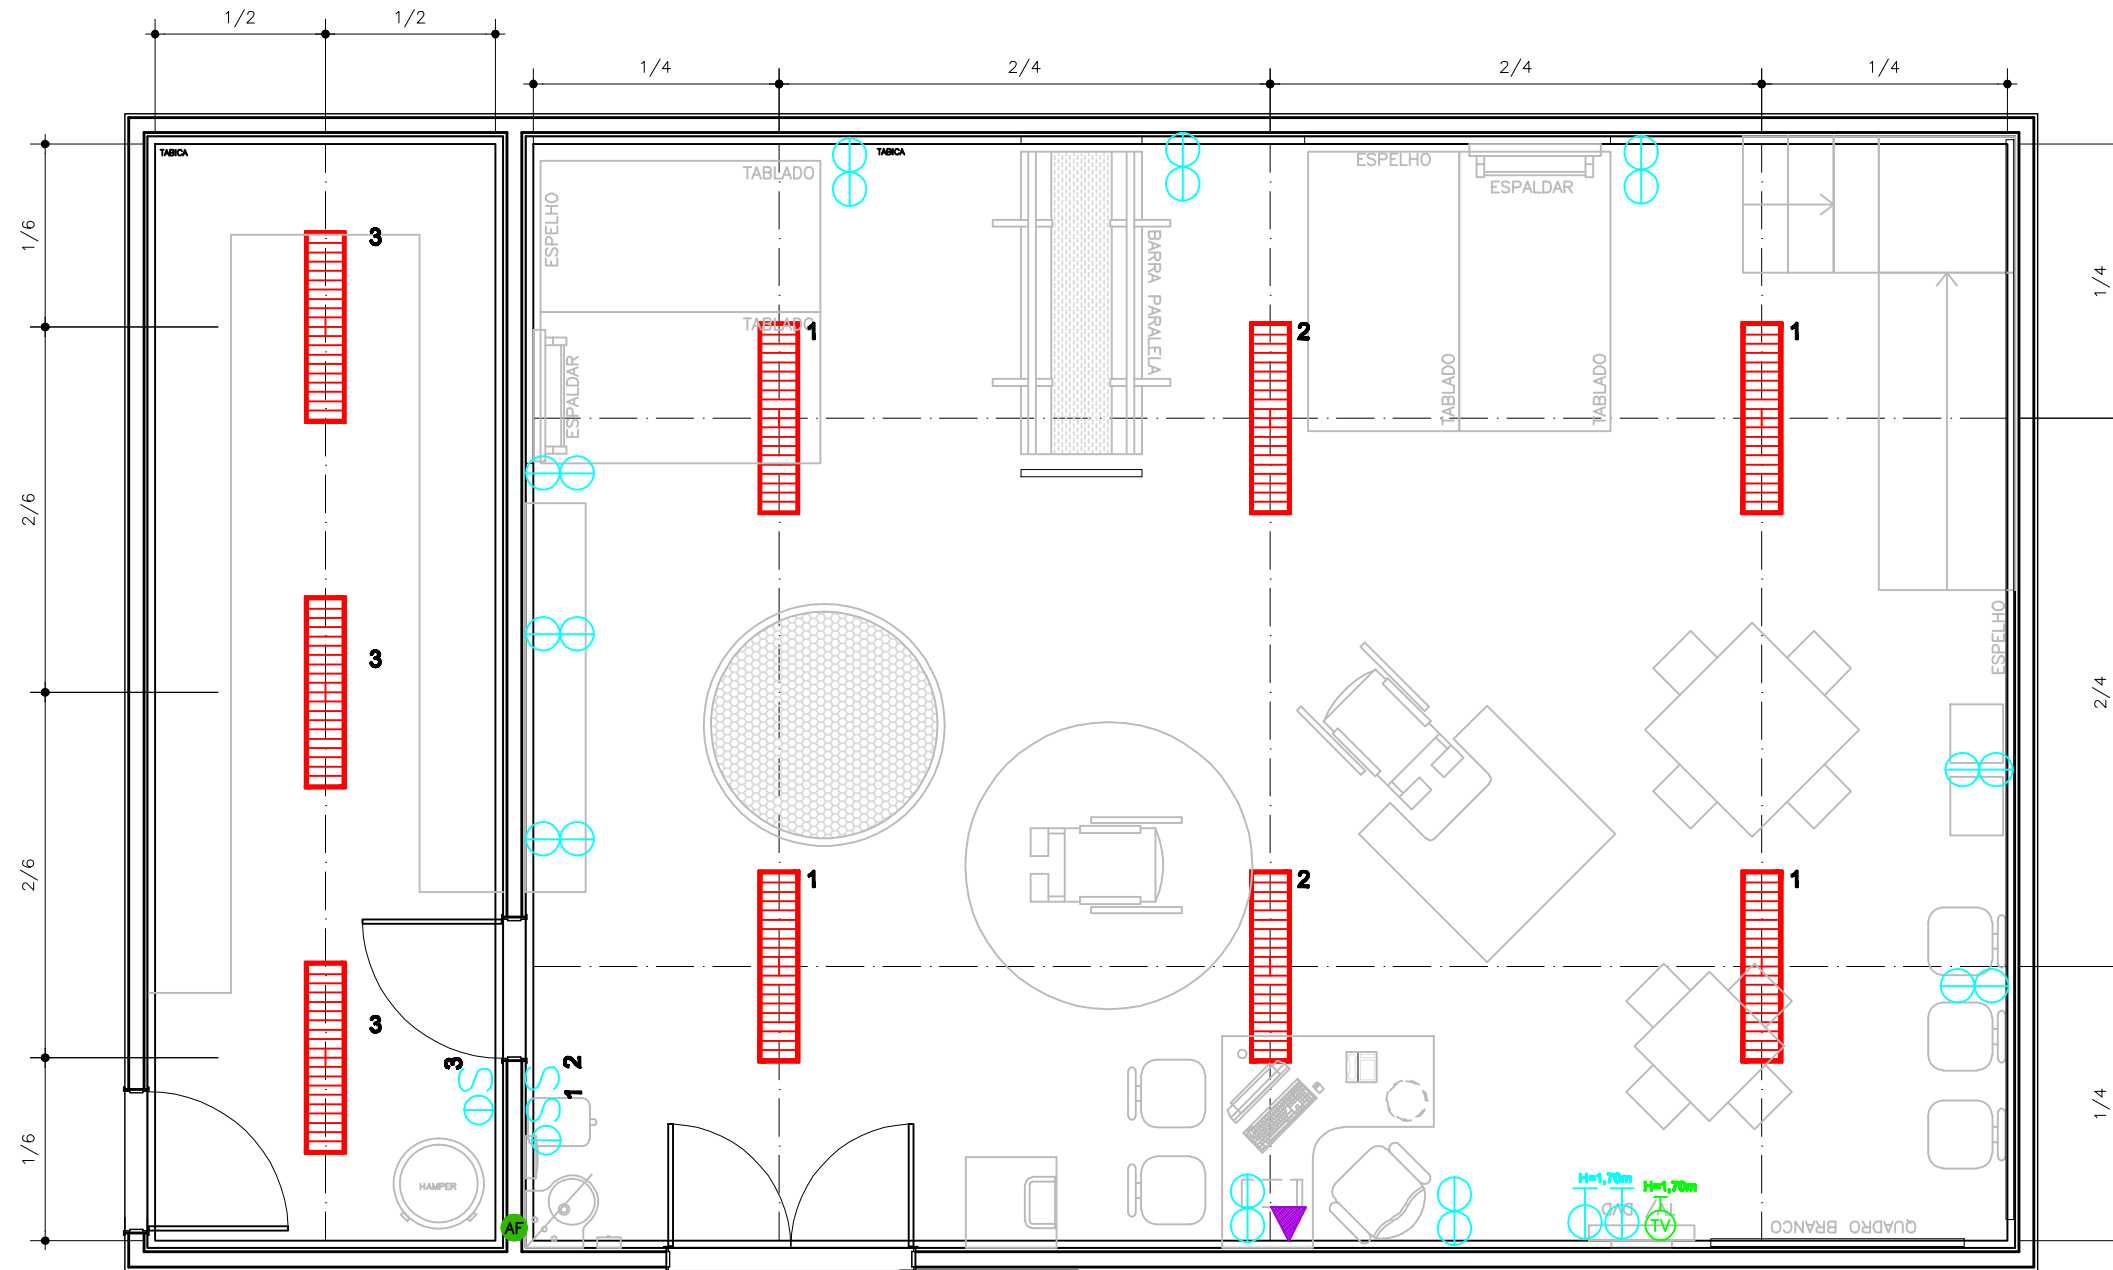 1/2
1/2
1/4
2/4
2/4
1/4
TABICA
TABICA
TABLADO
ESPELHO
ESPALDAR
ESPELHO
BARRA PARALELA
1/6
3
1/4
TABLADO
1
2
1
ESPALDAR
TABLADO
TABLADO
2/6
ESPELHO
3
2/4
2/6
1
2
1
3
3
S
S
2
S
1
1/4
1/6
HAMPER
AF
H=1,70m
H=1,70m
TV/ DVD
TV
QUADRO BRANCO